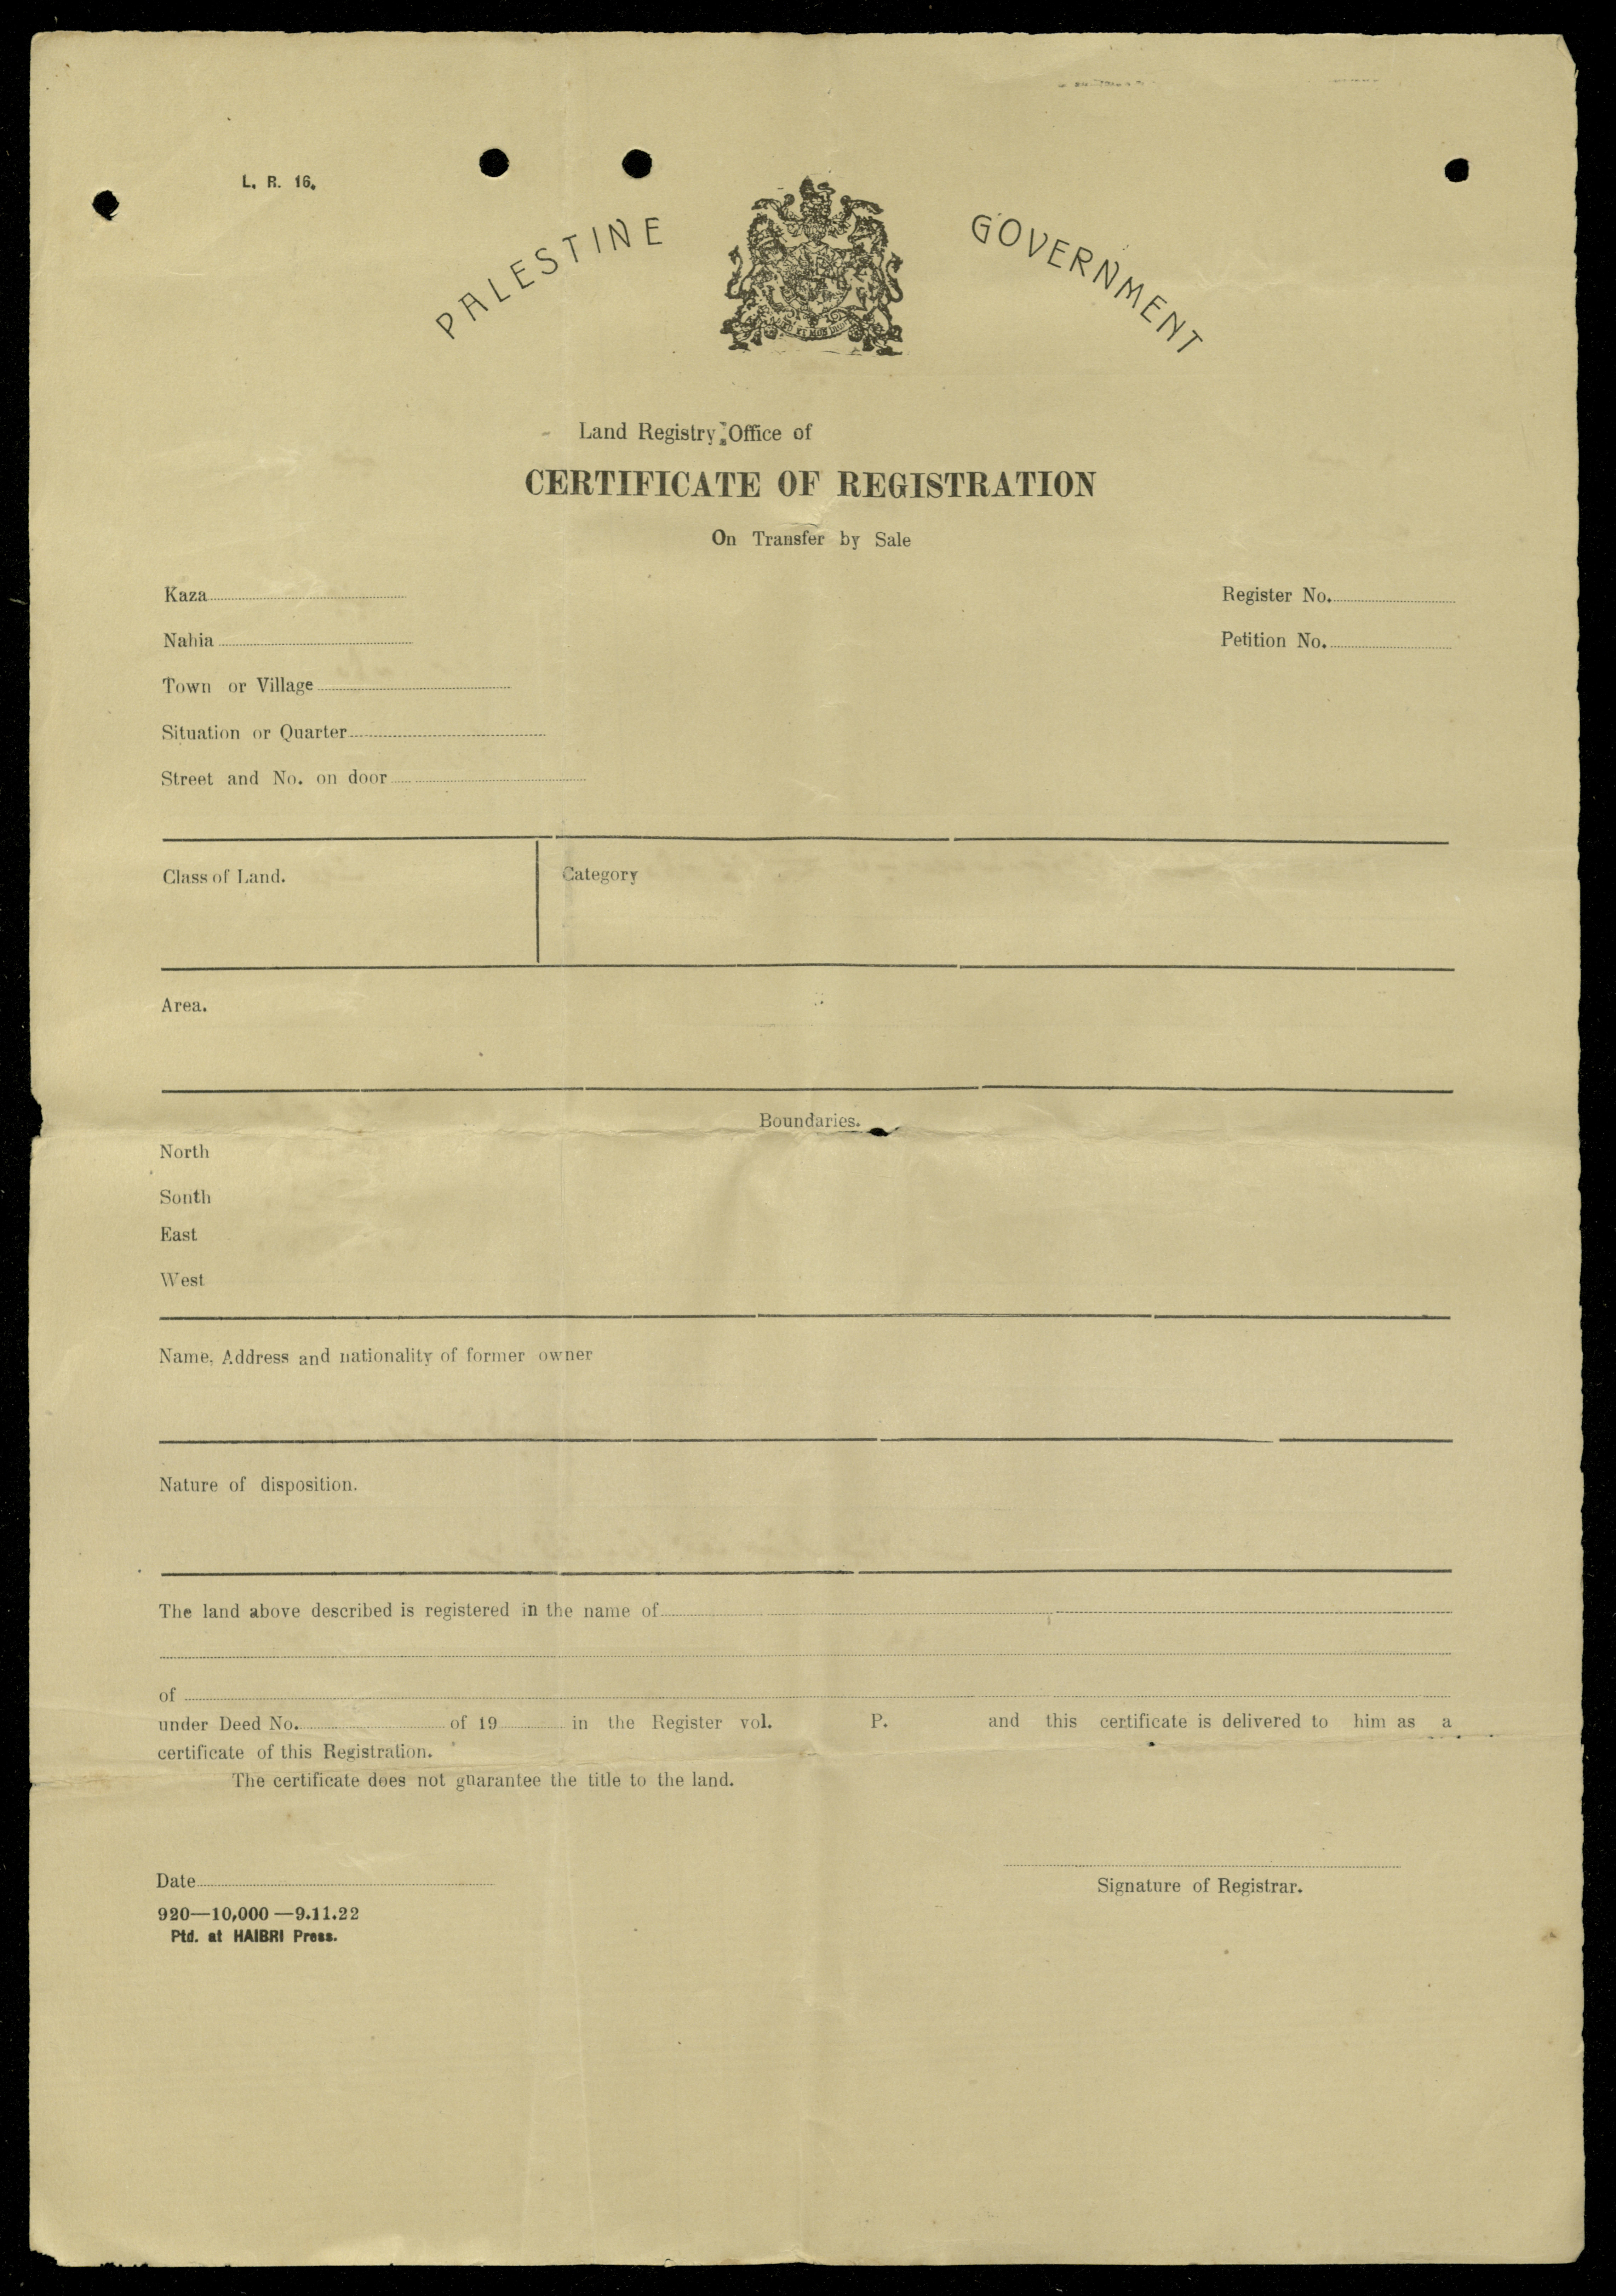 L. R. 16.
PALESTINE GOVERNMENT
Land Registry Office of
CERTIFICATE OF REGISTRATION
On Transfer by Sale
Kaza
Register No.
Nahia
Petition No.
Town or Village
Situation or Quarter
Street and No. on door
Class of Land.
Category
Area.
Boundaries.
North
Sonth
East
West
Name, Address and nationality of former owner
Nature of disposition.
The land above described is registered in the name of
of
under Deed No. of 19 in the Register vol. P. and this certificate is delivered to him as a
certificate of this Registration.
The certificate does not gnarantee the title to the land.
Date
Signature of Registrar.
920—10,000—9.11.22
Ptd. at HAIBRI Press.